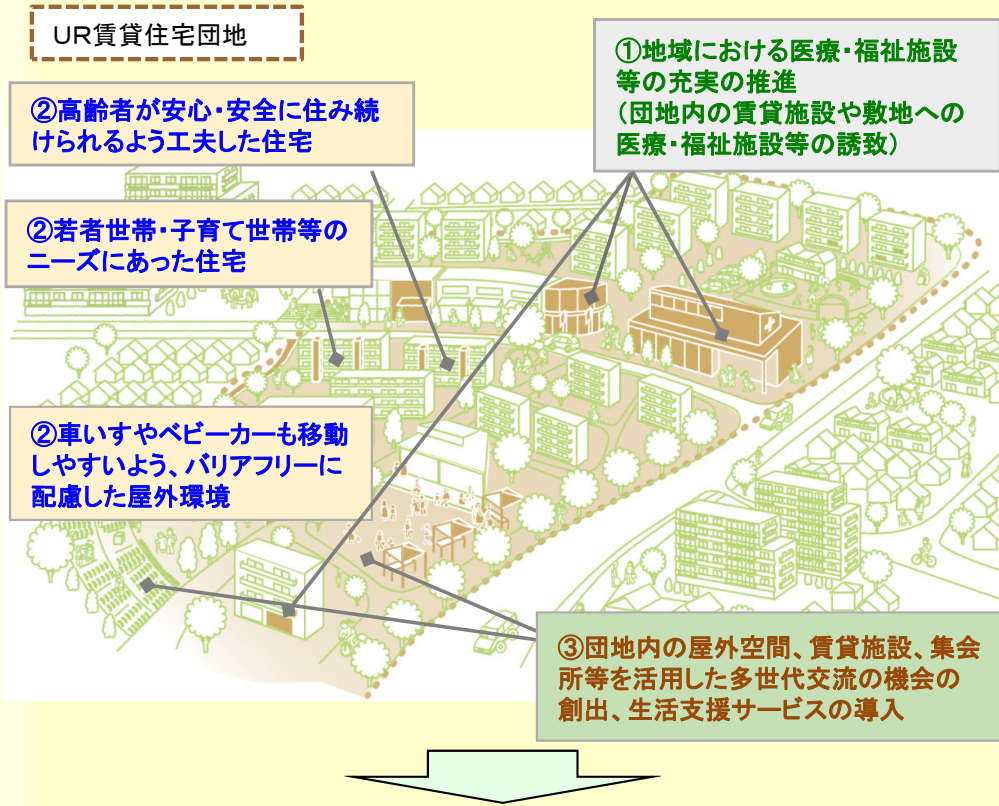 UR賃貸住宅団地
①地域における医療・福祉施設
等の充実の推進
（団地内の賃貸施設や敷地への
医療・福祉施設等の誘致）
②高齢者が安心・安全に住み続
けられるよう工夫した住宅
②若者世帯・子育て世帯等の
ニーズにあった住宅
②車いすやベビーカーも移動
しやすいよう、バリアフリーに
配慮した屋外環境
③団地内の屋外空間、賃貸施設、集会
所等を活用した多世代交流の機会の
創出、生活支援サービスの導入